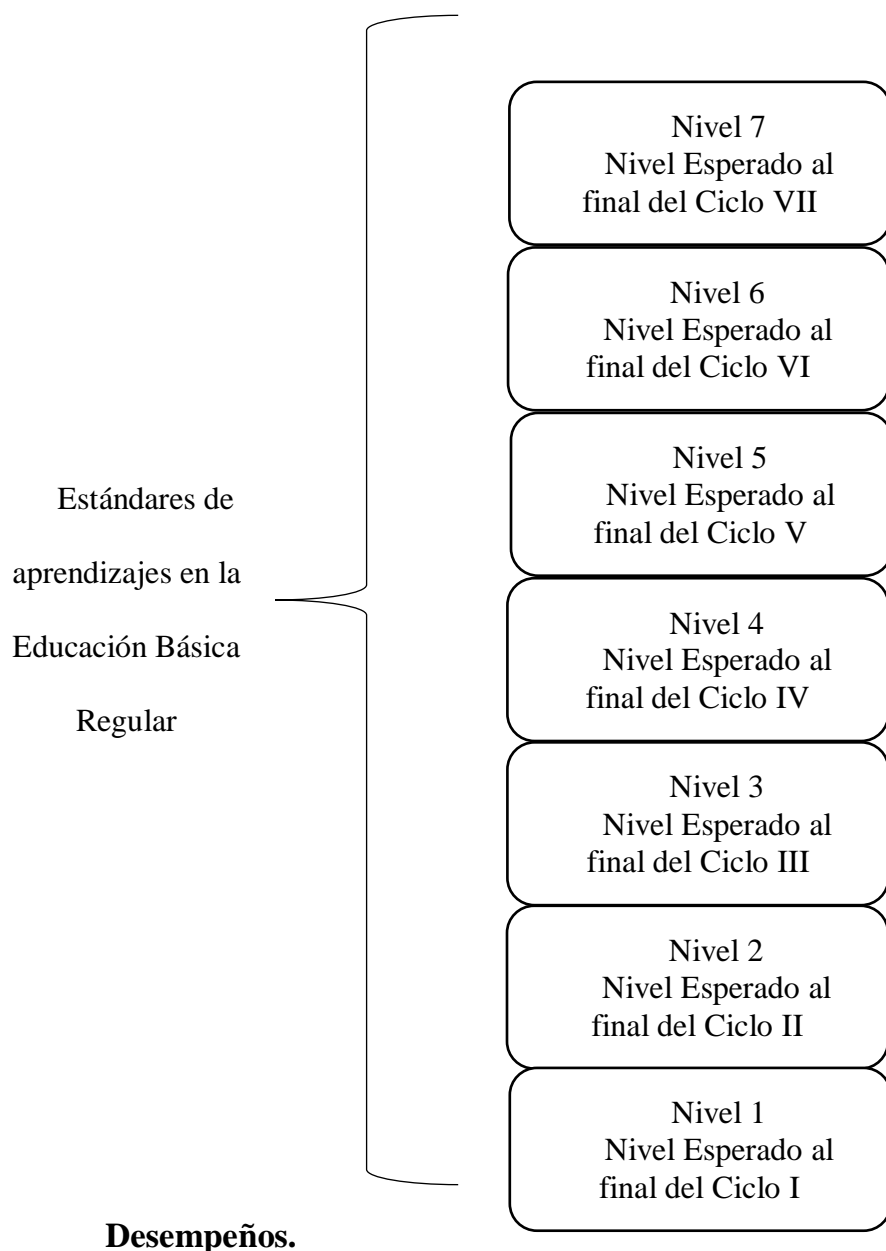 Nivel 7
Nivel Esperado al
final del Ciclo VII
Nivel 6
Nivel Esperado al
final del Ciclo VI
Nivel 5
Nivel Esperado al
final del Ciclo V
Estándares de
aprendizajes en la
Educación Básica
Regular
Nivel 4
Nivel Esperado al
final del Ciclo IV
Nivel 3
Nivel Esperado al
final del Ciclo III
Nivel 2
Nivel Esperado al
final del Ciclo II
Nivel 1
Nivel Esperado al
final del Ciclo I
Desempeños.